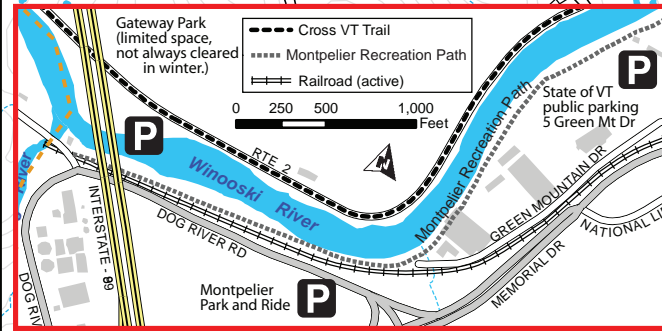 Gateway Park
(limited space,
not always cleared
in winter.)
Cross VT Trail
Montpelier Recreation Path
Railroad (active)
0 250 500 1,000
Feet
N
P
State of VT
public parking
5 Green Mt Dr
P
RTE 2
Winooski River
Montpelier Recreation Path
River
INTERSTATE - 89
DOG RIVER RD
GREEN MOUNTAIN DR
MEMORIAL DR
NATIONAL LI
DOG RIV
Montpelier
Park and Ride
P